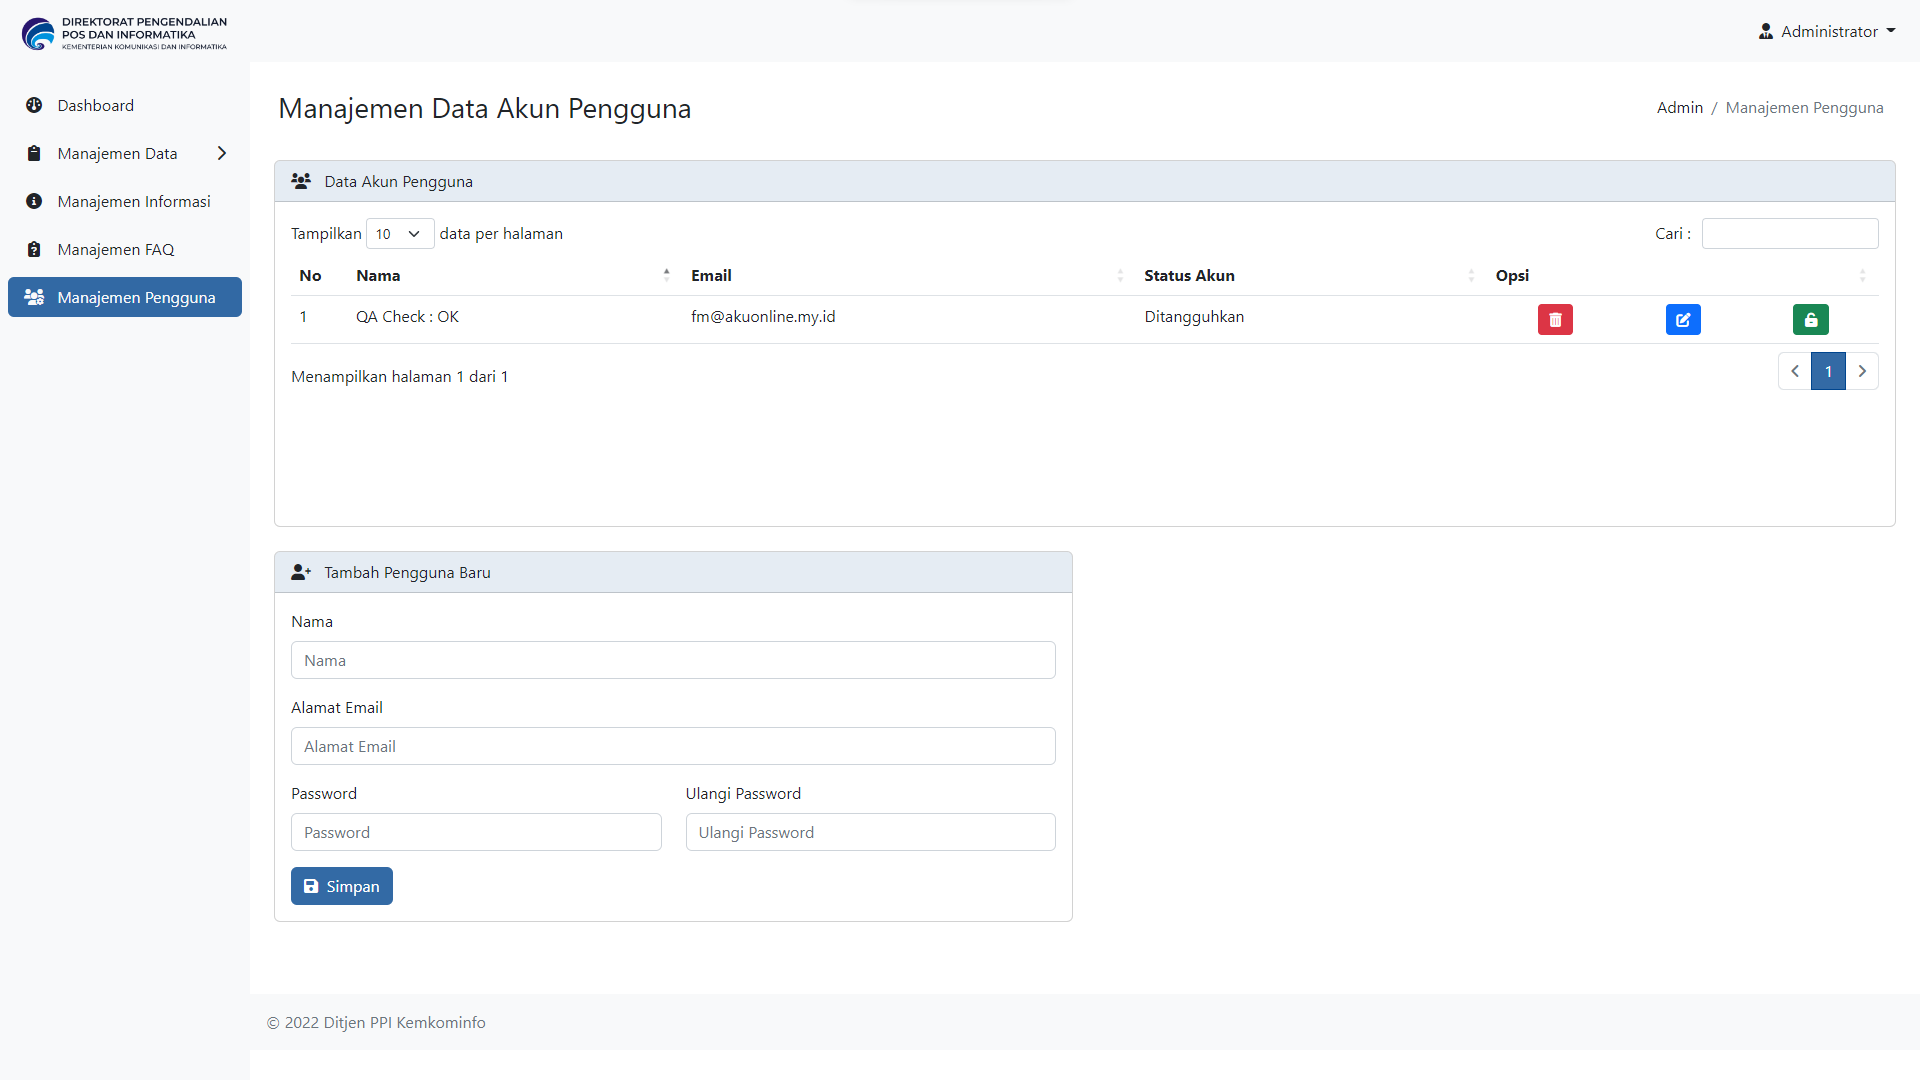 DIREKTORAT PENGENDALIAN
POS DAN INFORMATIKA
KEMENTERIAN KOMUNIKASI DAN INFORMATIKA
Administrator
Dashboard
Manajemen Data
Manajemen Informasi
Manajemen FAQ
Manajemen Pengguna
Manajemen Data Akun Pengguna
Admin / Manajemen Pengguna
Data Akun Pengguna
Tampilkan 10 data per halaman
Cari :
No Nama Email Status Akun Opsi
1 QA Check : OK fm@akuonline.my.id Ditangguhkan
Menampilkan halaman 1 dari 1
1
Tambah Pengguna Baru
Nama
Nama
Alamat Email
Alamat Email
Password Ulangi Password
Password Ulangi Password
Simpan
© 2022 Ditjen PPI Kemkominfo